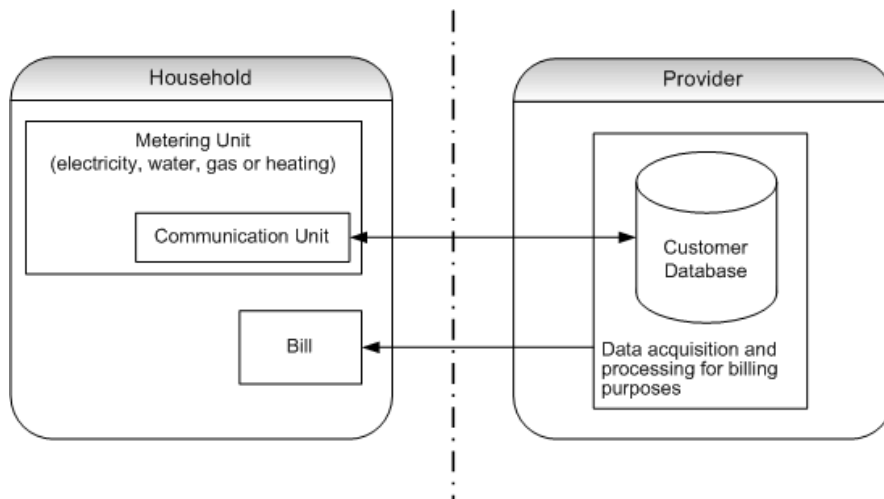 Household
Metering Unit
(electricity, water, gas or heating)
Communication Unit
Bill
Provider
Customer
Database
Data acquisition and
processing for billing
purposes